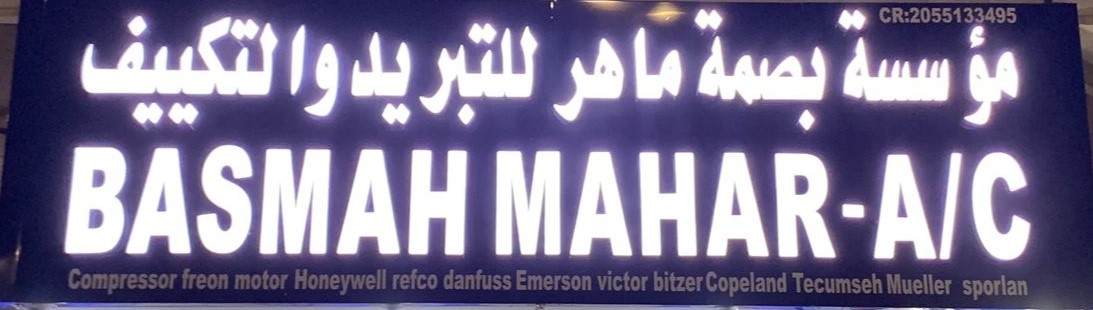 CR:2055133495
مؤسسة بصمة ماهر للتبريد والتكييف
BASMAH MAHAR-A/C
Compressor freon motor Honeywell refco danfuss Emerson victor bitzer Copeland Tecumseh Mueller sporlan